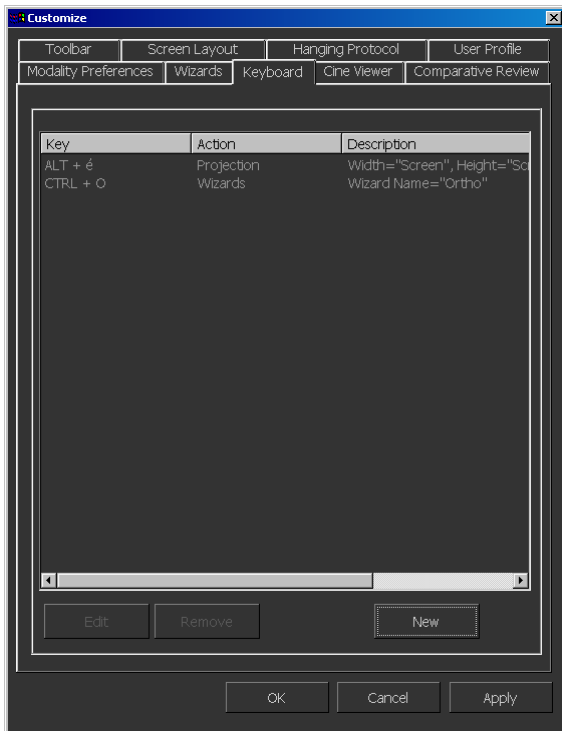 Customize
Toolbar Screen Layout Hanging Protocol User Profile
Modality Preferences Wizards Keyboard Cine Viewer Comparative Review
Key Action Description
ALT + é Projection Width="Screen", Height="Scr
CTRL + O Wizards Wizard Name="Ortho"
Edit Remove New
OK Cancel Apply